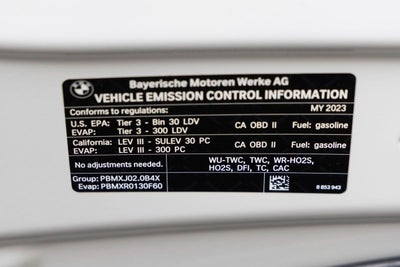 BMW
Bayerische Motoren Werke AG
VEHICLE EMISSION CONTROL INFORMATION
Conforms to regulations: MY 2023
U.S. EPA: Tier 3 - Bin 30 LDV CA OBD II Fuel: gasoline
EVAP: Tier 3 - 300 LDV
California: LEV III - SULEV 30 PC CA OBD II Fuel: gasoline
EVAP: LEV III - 300 PC
No adjustments needed. WU-TWC, TWC, WR-HO2S,
HO2S, DFI, TC, CAC
Group: PBMXJ02.0B4X
Evap: PBMXR0130F60
8 853 943